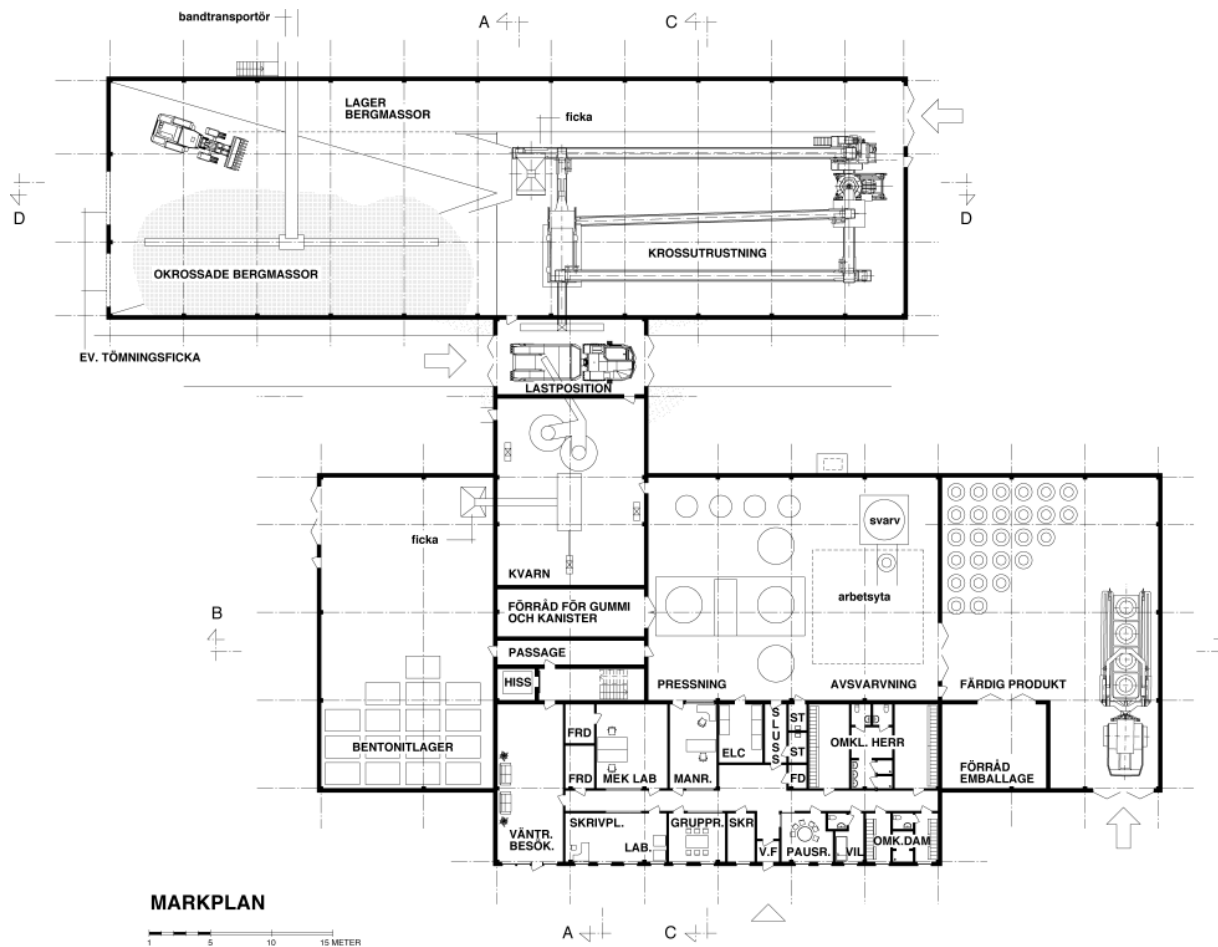 bandtransportör
A
C
LAGER
BERGMASSOR
ficka
D
D
KROSSUTRUSTNING
OKROSSADE BERGMASSOR
EV. TÖMNINGSFICKA
LASTPOSITION
svarv
ficka
KVARN
arbetsyta
B
FÖRRÅD FÖR GUMMI
OCH KANISTER
PASSAGE
HISS
PRESSNING
AVSVARVNING
FÄRDIG PRODUKT
BENTONITLAGER
FRD
FRD
MEK LAB
MANR.
ELC
SLUSS
ST
ST
FD
OMKL. HERR
FÖRRÅD
EMBALLAGE
VÄNTR.
BESÖK.
SKRIVPL.
LAB.
GRUPPR.
SKR
V.F
PAUSR.
VIL
OMK.DAM
MARKPLAN
A
C
1 5 10 15 METER